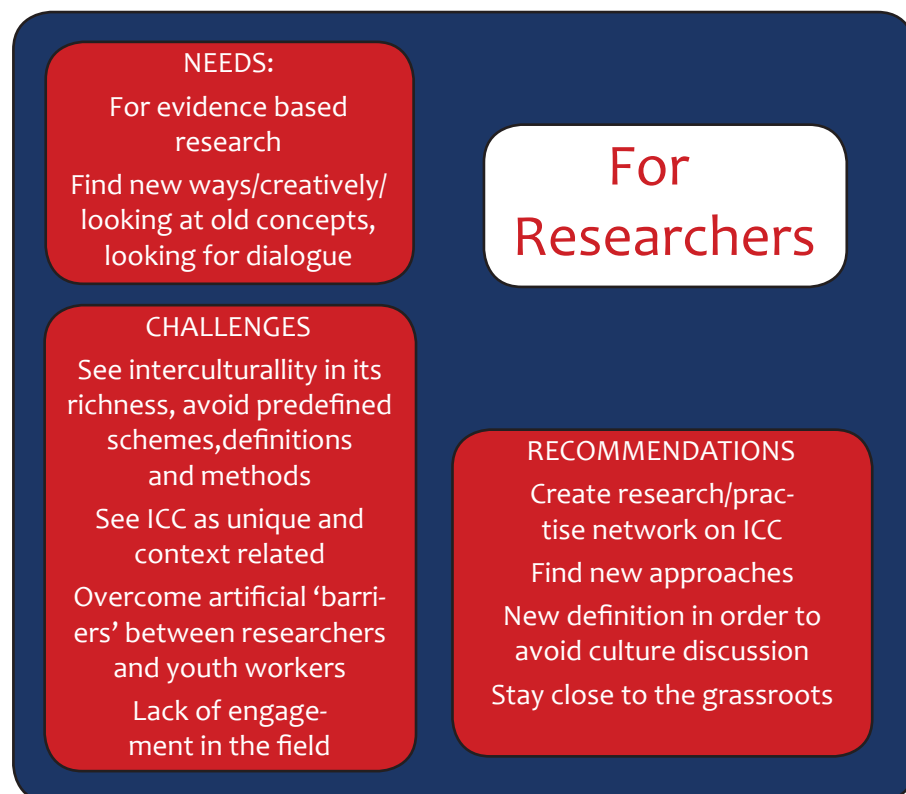 NEEDS:
For evidence based
research
Find new ways/creatively/
looking at old concepts,
looking for dialogue
For
Researchers
CHALLENGES
See interculturallity in its
richness, avoid predefined
schemes,definitions
and methods
See ICC as unique and
context related
Overcome artificial ‘barri-
ers’ between researchers
and youth workers
Lack of engage-
ment in the field
RECOMMENDATIONS
Create research/prac-
tise network on ICC
Find new approaches
New definition in order to
avoid culture discussion
Stay close to the grassroots